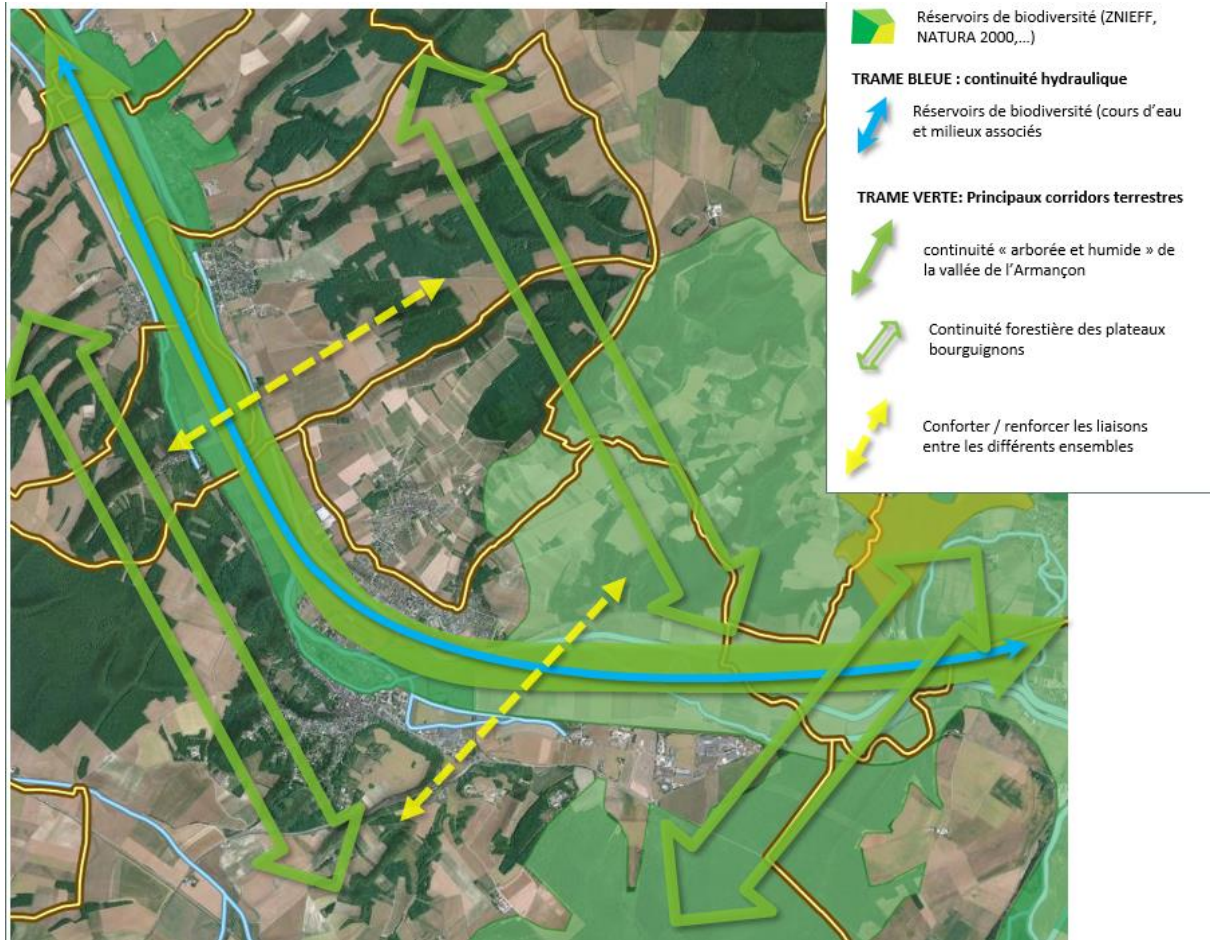 Réservoirs de biodiversité (ZNIEFF,
NATURA 2000,...)
TRAME BLEUE : continuité hydraulique
Réservoirs de biodiversité (cours d'eau
et milieux associés
TRAME VERTE: Principaux corridors terrestres
continuité « arborée et humide » de
la vallée de l'Armançon
Continuité forestière des plateaux
bourguignons
Conforter / renforcer les liaisons
entre les différents ensembles